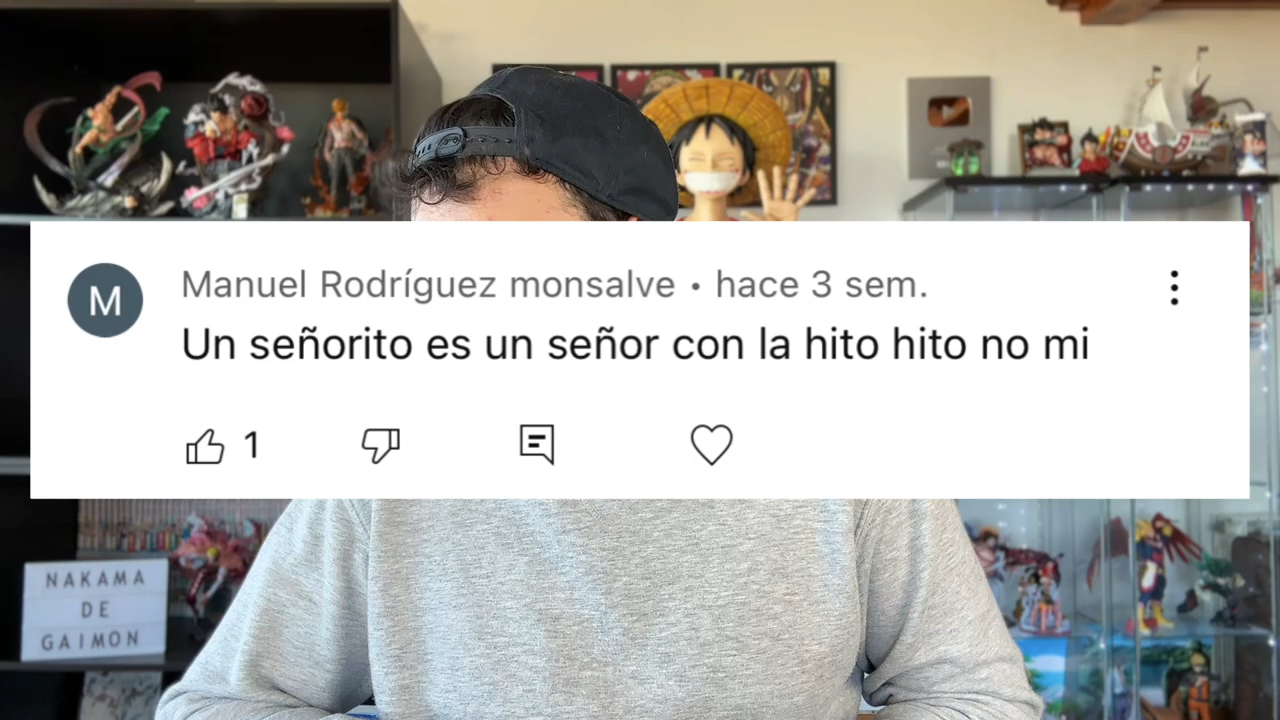 M
Manuel Rodríguez monsalve • hace 3 sem.
Un señorito es un señor con la hito hito no mi
1
NAKAMA
DE
GAIMON